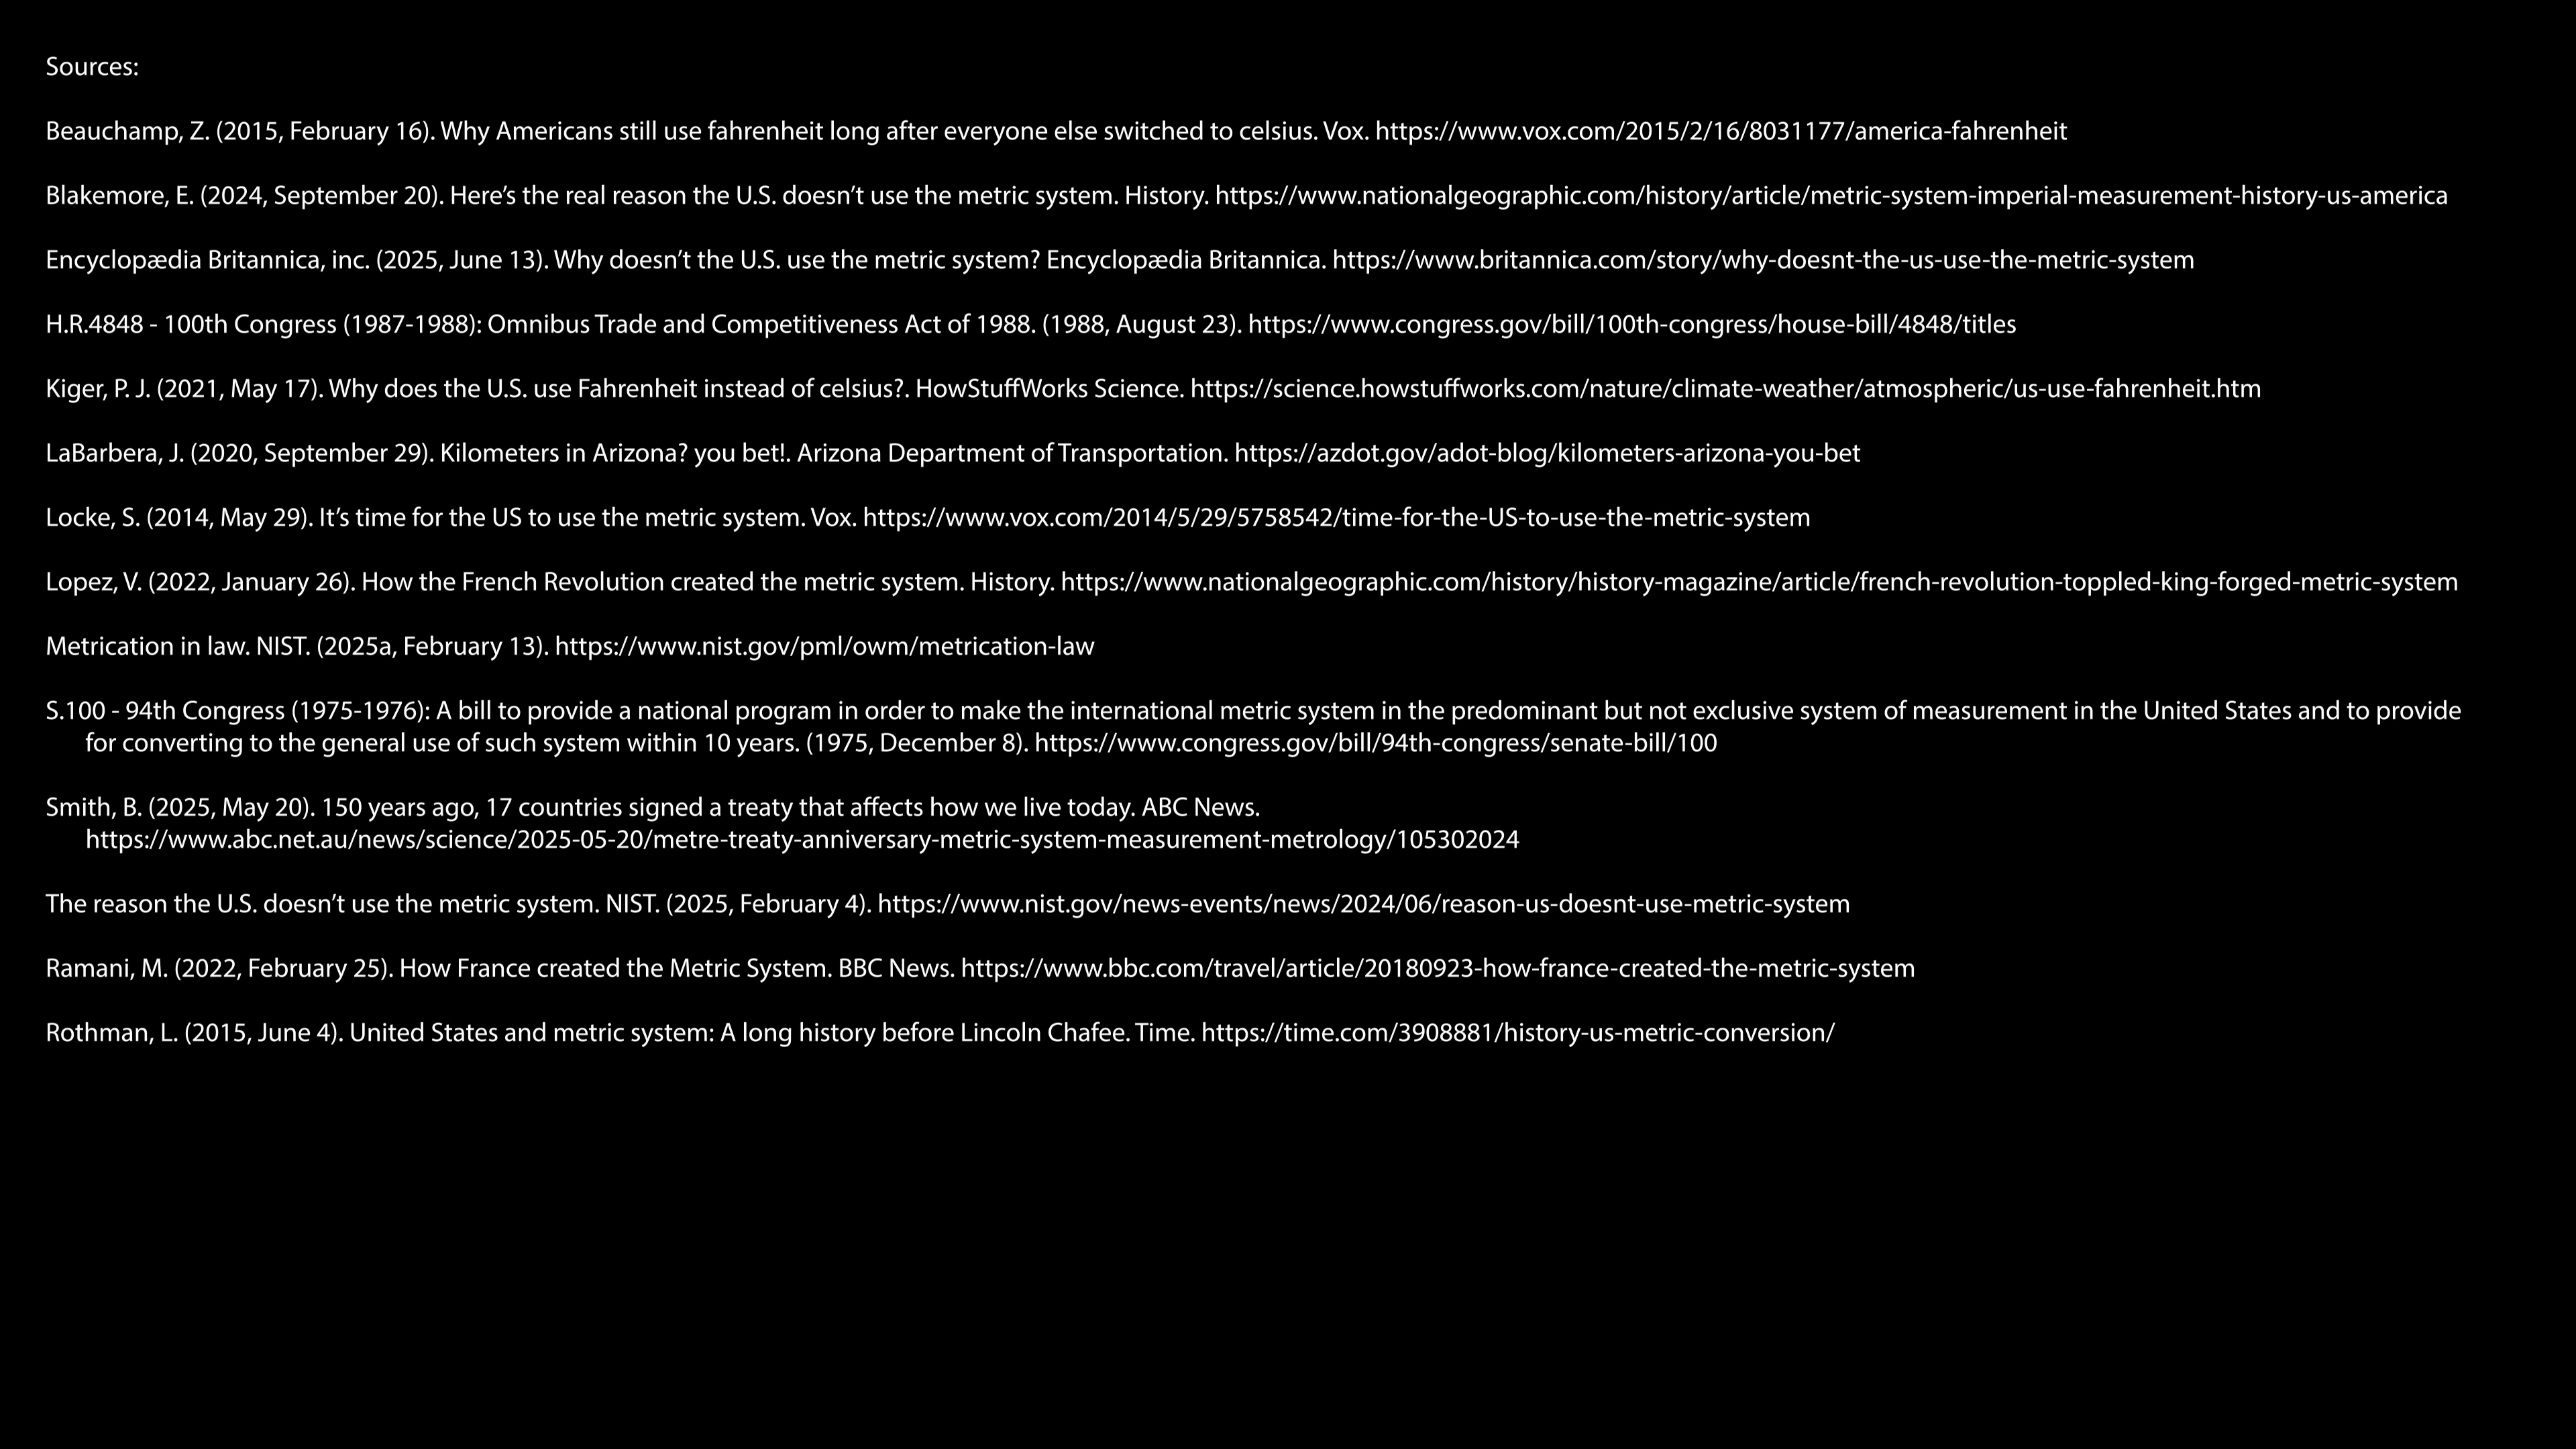 Sources:
Beauchamp, Z. (2015, February 16). Why Americans still use fahrenheit long after everyone else switched to celsius. Vox. https://www.vox.com/2015/2/16/8031177/america-fahrenheit
Blakemore, E. (2024, September 20). Here’s the real reason the U.S. doesn’t use the metric system. History. https://www.nationalgeographic.com/history/article/metric-system-imperial-measurement-history-us-america
Encyclopædia Britannica, inc. (2025, June 13). Why doesn’t the U.S. use the metric system? Encyclopædia Britannica. https://www.britannica.com/story/why-doesnt-the-us-use-the-metric-system
H.R.4848 - 100th Congress (1987-1988): Omnibus Trade and Competitiveness Act of 1988. (1988, August 23). https://www.congress.gov/bill/100th-congress/house-bill/4848/titles
Kiger, P. J. (2021, May 17). Why does the U.S. use Fahrenheit instead of celsius?. HowStuffWorks Science. https://science.howstuffworks.com/nature/climate-weather/atmospheric/us-use-fahrenheit.htm
LaBarbera, J. (2020, September 29). Kilometers in Arizona? you bet!. Arizona Department of Transportation. https://azdot.gov/adot-blog/kilometers-arizona-you-bet
Locke, S. (2014, May 29). It’s time for the US to use the metric system. Vox. https://www.vox.com/2014/5/29/5758542/time-for-the-US-to-use-the-metric-system
Lopez, V. (2022, January 26). How the French Revolution created the metric system. History. https://www.nationalgeographic.com/history/history-magazine/article/french-revolution-toppled-king-forged-metric-system
Metrication in law. NIST. (2025a, February 13). https://www.nist.gov/pml/owm/metrication-law
S.100 - 94th Congress (1975-1976): A bill to provide a national program in order to make the international metric system in the predominant but not exclusive system of measurement in the United States and to provide
for converting to the general use of such system within 10 years. (1975, December 8). https://www.congress.gov/bill/94th-congress/senate-bill/100
Smith, B. (2025, May 20). 150 years ago, 17 countries signed a treaty that affects how we live today. ABC News.
https://www.abc.net.au/news/science/2025-05-20/metre-treaty-anniversary-metric-system-measurement-metrology/105302024
The reason the U.S. doesn’t use the metric system. NIST. (2025, February 4). https://www.nist.gov/news-events/news/2024/06/reason-us-doesnt-use-metric-system
Ramani, M. (2022, February 25). How France created the Metric System. BBC News. https://www.bbc.com/travel/article/20180923-how-france-created-the-metric-system
Rothman, L. (2015, June 4). United States and metric system: A long history before Lincoln Chafee. Time. https://time.com/3908881/history-us-metric-conversion/